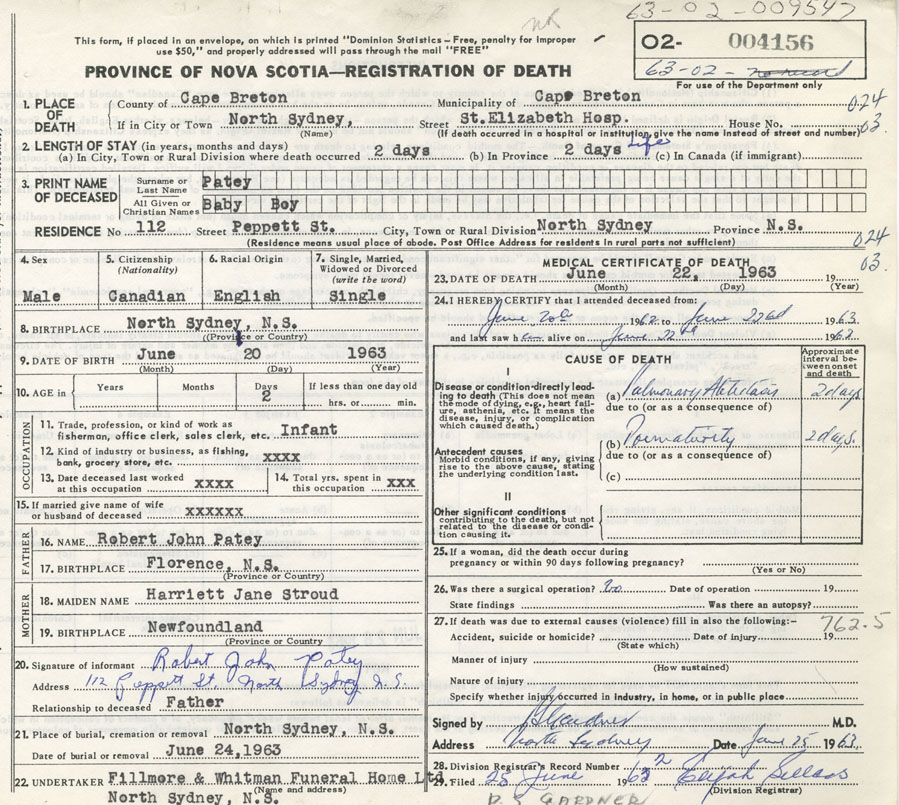 63-02-009547
This form, if placed in an envelope, on which is printed "Dominion Statistics – Free, penalty for improper
use $50," and properly addressed will pass through the mail "FREE"
02- 004156
63-02 - no record
For use of the Department only
PROVINCE OF NOVA SCOTIA—REGISTRATION OF DEATH
1. PLACE OF DEATH
County of Cape Breton Municipality of Cape Breton
024
If in City or Town North Sydney, Street St.Elizabeth Hosp. House No.
03.
(Name) (If death occurred in a hospital or institution, give the name instead of street and number)
2. LENGTH OF STAY (in years, months and days)
(a) In City, Town or Rural Division where death occurred 2 days (b) In Province 2 days Life (c) In Canada (if immigrant)
3. PRINT NAME OF DECEASED
Surname or Last Name Patey
All Given or Christian Names Baby Boy
RESIDENCE No 112 Street Peppett St. City, Town or Rural Division North Sydney Province N.S.
(Residence means usual place of abode. Post Office Address for residents in rural parts not sufficient)
024
03.
4. Sex 5. Citizenship (Nationality) 6. Racial Origin 7. Single, Married, Widowed or Divorced (write the word)
Male Canadian English Single
8. BIRTHPLACE North Sydney, N.S.
(Province or Country)
9. DATE OF BIRTH June 20 1963
(Month) (Day) (Year)
10. AGE in Years Months Days If less than one day old
2 hrs. or min.
OCCUPATION
11. Trade, profession, or kind of work as
fisherman, office clerk, sales clerk, etc. Infant
12. Kind of industry or business, as fishing,
bank, grocery store, etc. xxxx
13. Date deceased last worked at this occupation xxxx
14. Total yrs. spent in this occupation xxx
15. If married give name of wife
or husband of deceased xxxxxx
FATHER
16. NAME Robert John Patey
17. BIRTHPLACE Florence, N.S.
(Province or Country)
MOTHER
18. MAIDEN NAME Harriett Jane Stroud
19. BIRTHPLACE Newfoundland
(Province or Country
20. Signature of informant Robert John Patey
Address 112 Peppett St. North Sydney N.S.
Relationship to deceased Father
21. Place of burial, cremation or removal North Sydney, N.S.
Date of burial or removal June 24,1963
22. UNDERTAKER Fillmore & Whitman Funeral Home Ltd
(Name and address)
North Sydney, N.S.
MEDICAL CERTIFICATE OF DEATH
23. DATE OF DEATH June 22, 1963 19
(Month) (Day) (Year)
24. I HEREBY CERTIFY that I attended deceased from:
June 20th 1962 to June 22nd 1963
and last saw h alive on June 22nd 1963
CAUSE OF DEATH
Approximate interval between onset and death
I
Disease or condition directly leading to death (This does not mean the mode of dying, e.g., heart failure, asthenia, etc. It means the disease, injury, or complication which caused death.)
(a) Pulmonary Atelectasis 2 days
due to (or as a consequence of)
(b) Prematurity 2 days.
due to (or as a consequence of)
Antecedent causes
Morbid conditions, if any, giving rise to the above cause, stating the underlying condition last.
(c)
II
Other significant conditions
contributing to the death, but not related to the disease or condition causing it.
25. If a woman, did the death occur during
pregnancy or within 90 days following pregnancy?
(Yes or No)
26. Was there a surgical operation? No Date of operation 19
State findings Was there an autopsy?
27. If death was due to external causes (violence) fill in also the following:–
762.5
Accident, suicide or homicide? Date of injury 19
(State which)
Manner of injury
(How sustained)
Nature of injury
Specify whether injury occurred in industry, in home, or in public place
Signed by Gardner M.D.
Address North Sydney Date June 25 1963
28. Division Registrar's Record Number
29. Filed 25 June 1963
(Division Registrar)
D. S GARDNER